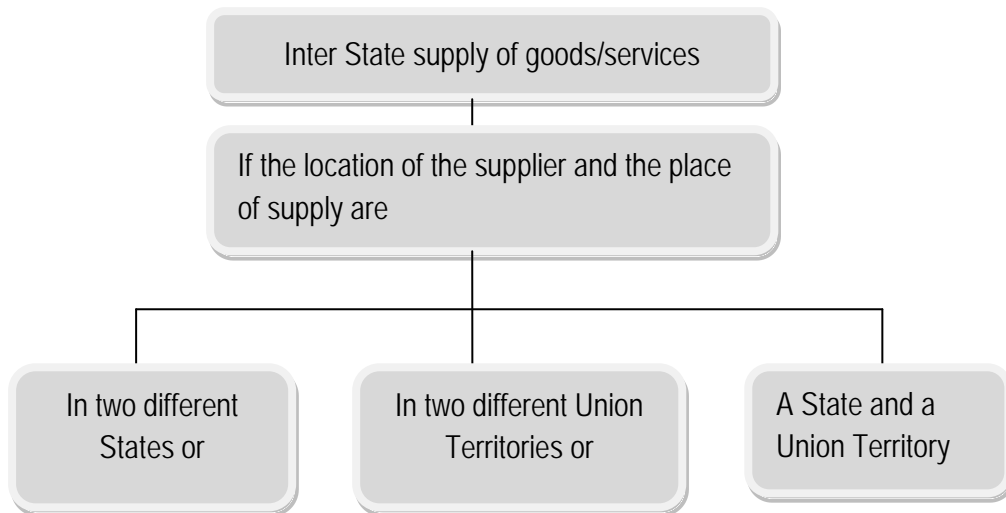 Inter State supply of goods/services
If the location of the supplier and the place
of supply are
In two different
States or
In two different Union
Territories or
A State and a
Union Territory